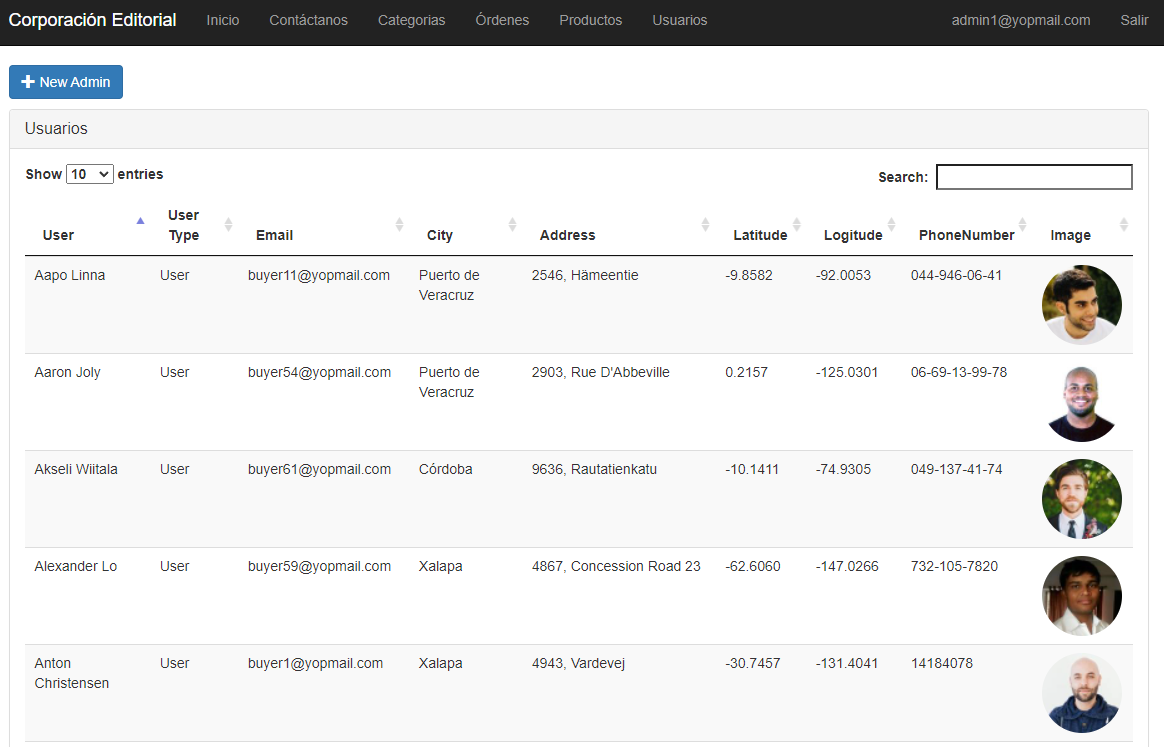 Corporación Editorial Inicio Contáctanos Categorias Órdenes Productos Usuarios admin1@yopmail.com Salir
New Admin
Usuarios
Show 10 entries Search:
User User Type Email City Address Latitude Logitude PhoneNumber Image
Aapo Linna User buyer11@yopmail.com Puerto de Veracruz 2546, Hämeentie -9.8582 -92.0053 044-946-06-41
Aaron Joly User buyer54@yopmail.com Puerto de Veracruz 2903, Rue D'Abbeville 0.2157 -125.0301 06-69-13-99-78
Akseli Wiitala User buyer61@yopmail.com Córdoba 9636, Rautatienkatu -10.1411 -74.9305 049-137-41-74
Alexander Lo User buyer59@yopmail.com Xalapa 4867, Concession Road 23 -62.6060 -147.0266 732-105-7820
Anton Christensen User buyer1@yopmail.com Xalapa 4943, Vardevej -30.7457 -131.4041 14184078